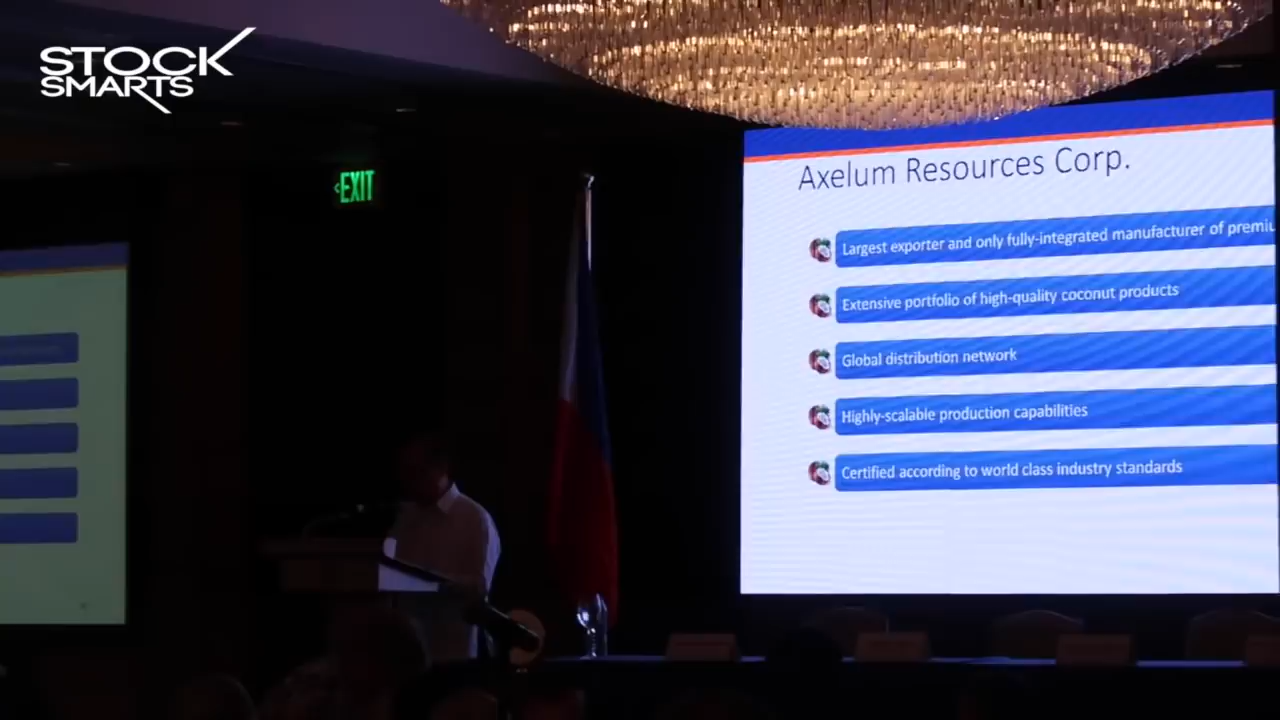 STOCK
SMARTS
EXIT
Axelum Resources Corp.
Largest exporter and only fully-integrated manufacturer of
Extensive portfolio of high-quality coconut products
Global distribution network
Highly-scalable production capabilities
Certified according to world class industry standards